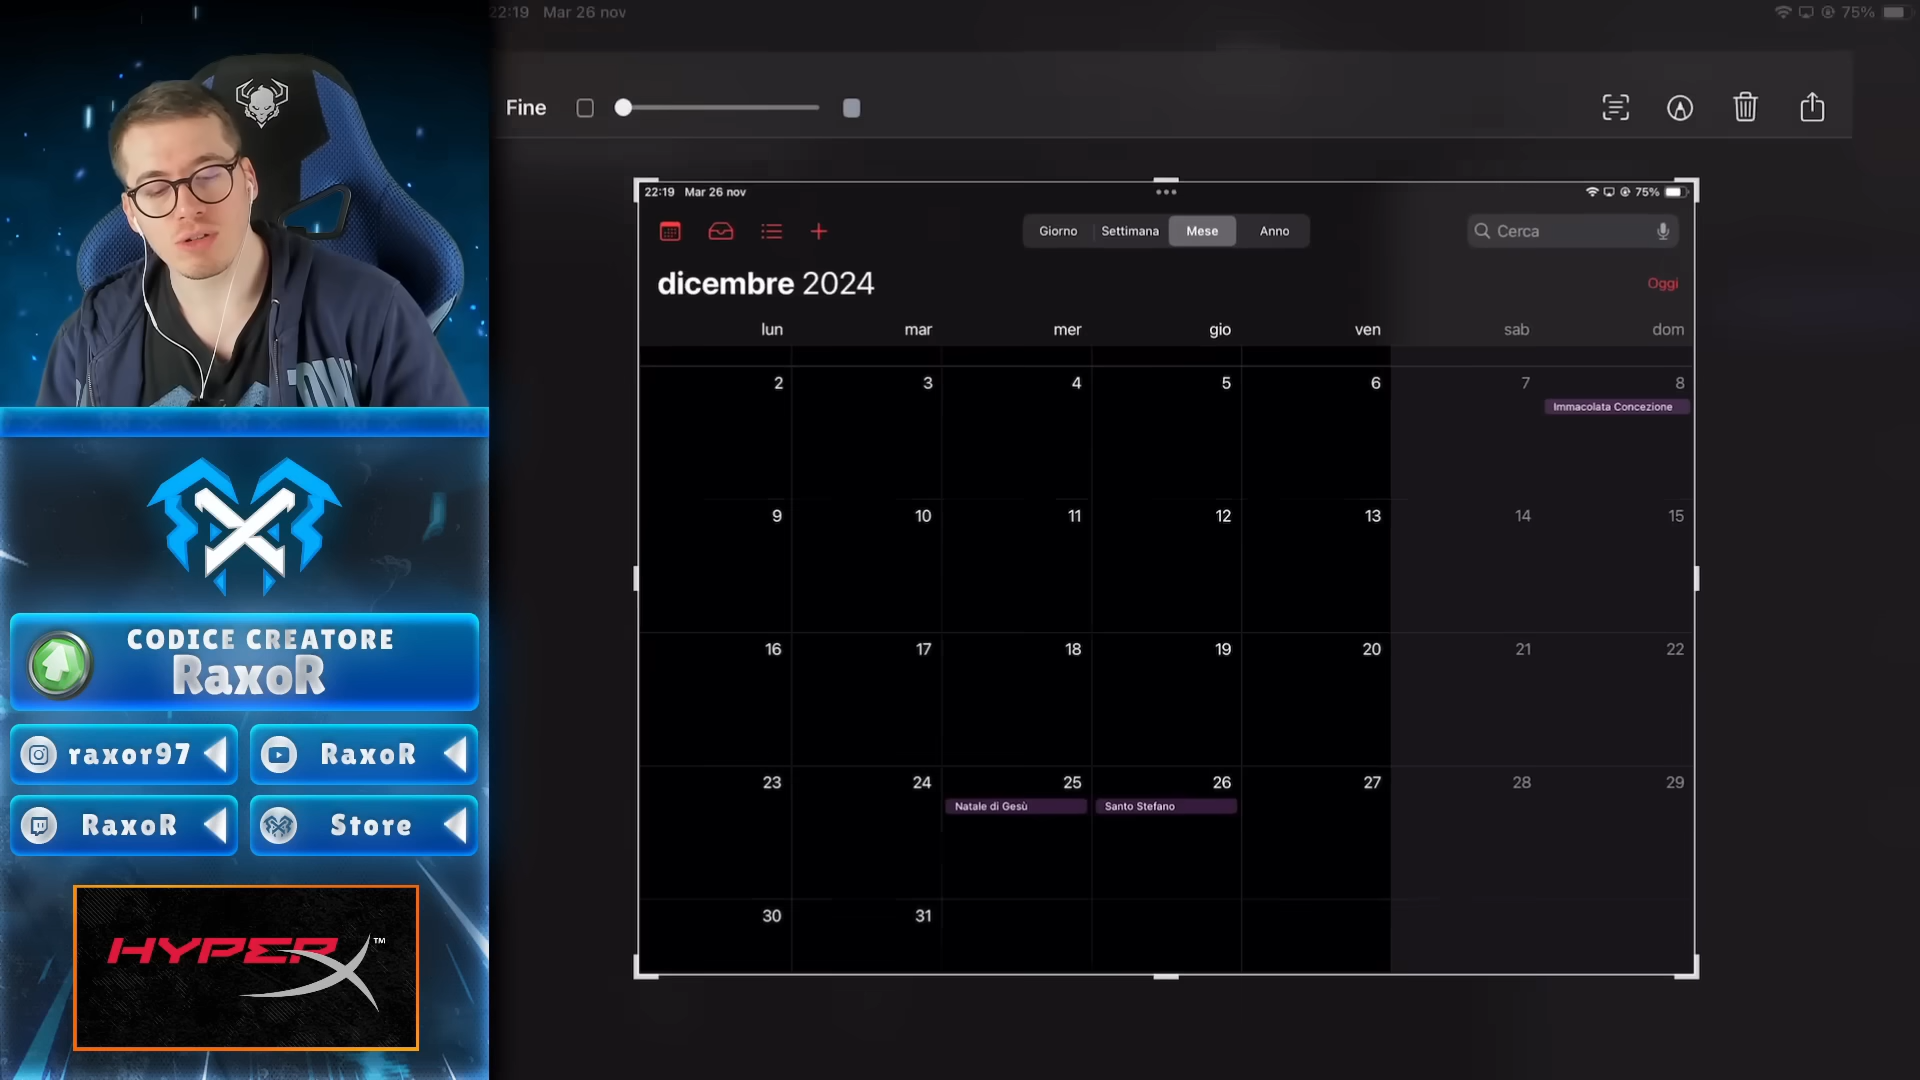 22:19 Mar 26 nov
75%
Fine
22:19 Mar 26 nov
75%
Giorno Settimana Mese Anno
Cerca
dicembre 2024
Oggi
lun mar mer gio ven sab dom
2 3 4 5 6 7 8
Immacolata Concezione
9 10 11 12 13 14 15
16 17 18 19 20 21 22
23 24 25 26 27 28 29
Natale di Gesù Santo Stefano
30 31
CODICE CREATORE
RaxoR
raxor97 RaxoR
RaxoR Store
HYPERX™